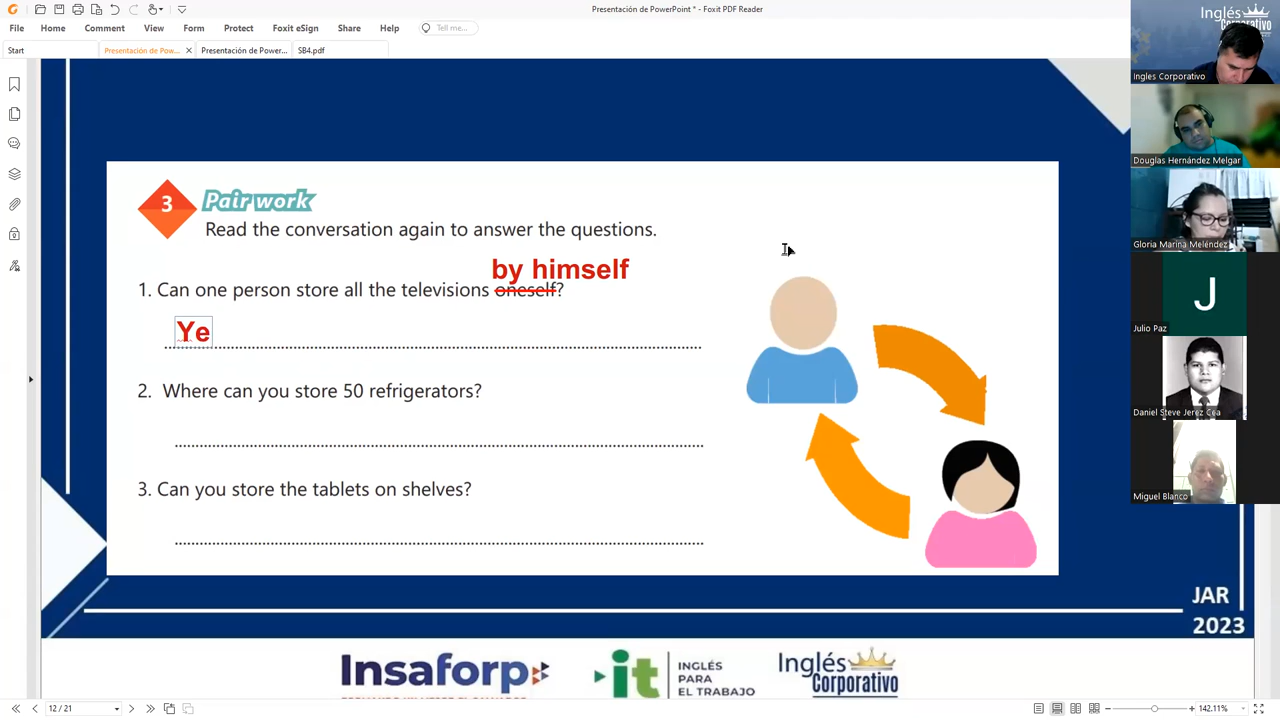 Presentación de PowerPoint * - Foxit PDF Reader
File Home Comment View Form Protect Foxit eSign Share Help Tell me...
Start Presentación de Pow... Presentación de Power... SB4.pdf
3 Pair work
Read the conversation again to answer the questions.
by himself
1. Can one person store all the televisions oneself?
Ye
2. Where can you store 50 refrigerators?
3. Can you store the tablets on shelves?
JAR
2023
Insaforp
it INGLÉS PARA EL TRABAJO
Inglés Corporativo
12 / 21
142.11%
Inglés
Corporativo
Ingles Corporativo
Douglas Hernández Melgar
Gloria Marina Meléndez
J
Julio Paz
Daniel Steve Jerez Cea
Miguel Blanco